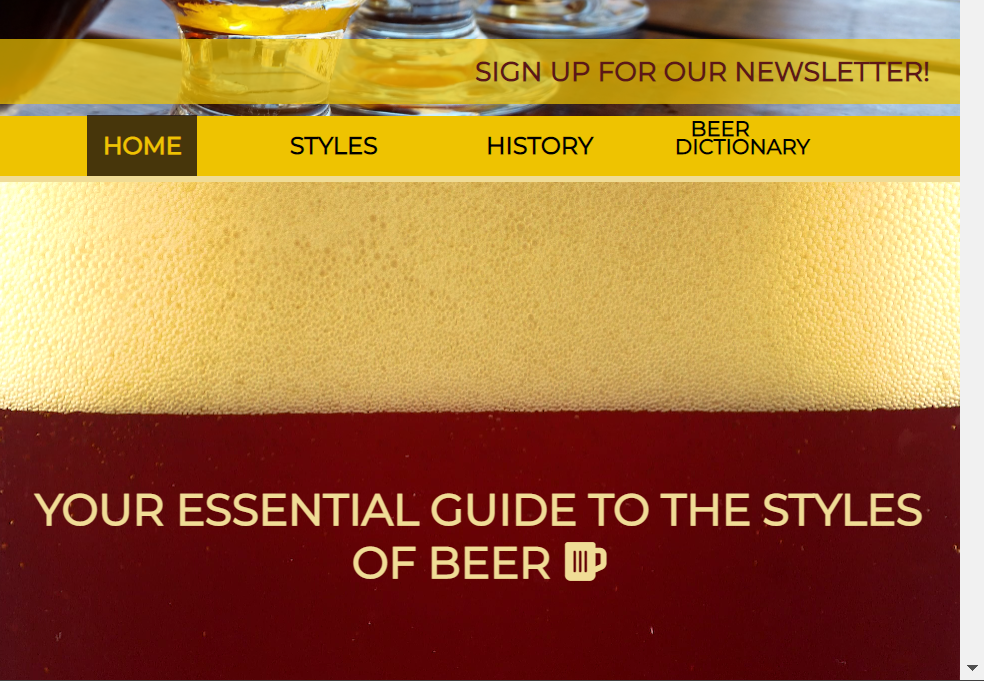 SIGN UP FOR OUR NEWSLETTER!
HOME STYLES HISTORY BEER
DICTIONARY
YOUR ESSENTIAL GUIDE TO THE STYLES
OF BEER